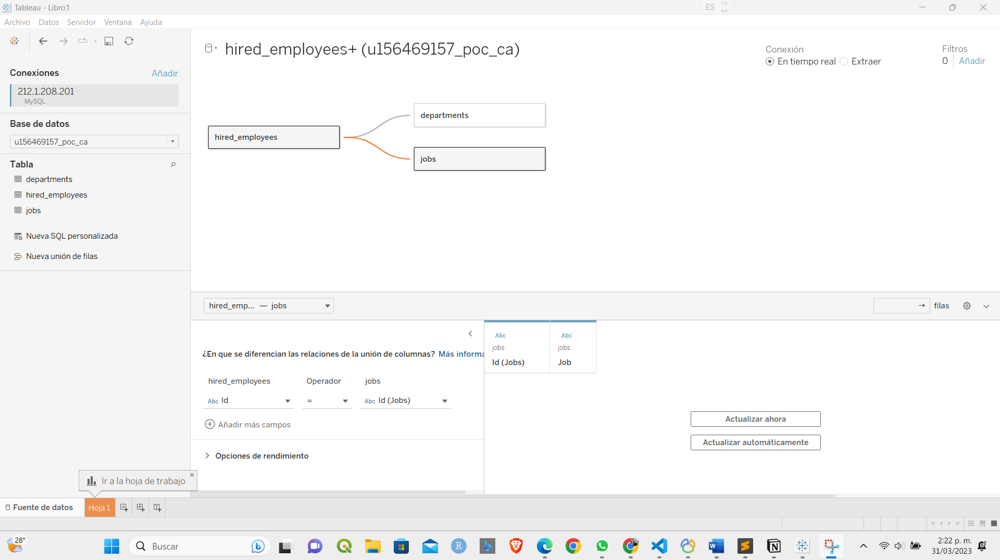 Tableau - Libro1
ES
Archivo Datos Servidor Ventana Ayuda
hired_employees+ (u156469157_poc_ca)
Conexión
En tiempo real Extraer
Filtros
0 Añadir
Conexiones Añadir
212.1.208.201
MySQL
Base de datos
u156469157_poc_ca
Tabla
departments
hired_employees
jobs
Nueva SQL personalizada
Nueva unión de filas
hired_employees
departments
jobs
hired_emp... — jobs
filas
¿En que se diferencian las relaciones de la unión de columnas? Más informa
hired_employees Operador jobs
Abc Id = Abc Id (Jobs)
Añadir más campos
Opciones de rendimiento
Abc
jobs
Id (Jobs)
Abc
jobs
Job
Actualizar ahora
Actualizar automáticamente
Ir a la hoja de trabajo
Fuente de datos Hoja 1
28°
Buscar
2:22 p. m.
31/03/2023